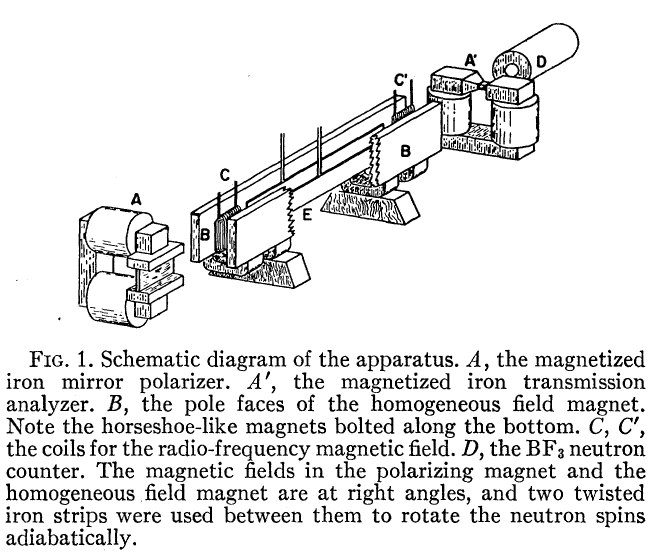 A' D
C'
B
C
A
B E
FIG. 1. Schematic diagram of the apparatus. A, the magnetized
iron mirror polarizer. A', the magnetized iron transmission
analyzer. B, the pole faces of the homogeneous field magnet.
Note the horseshoe-like magnets bolted along the bottom. C, C',
the coils for the radio-frequency magnetic field. D, the BF₃ neutron
counter. The magnetic fields in the polarizing magnet and the
homogeneous field magnet are at right angles, and two twisted
iron strips were used between them to rotate the neutron spins
adiabatically.